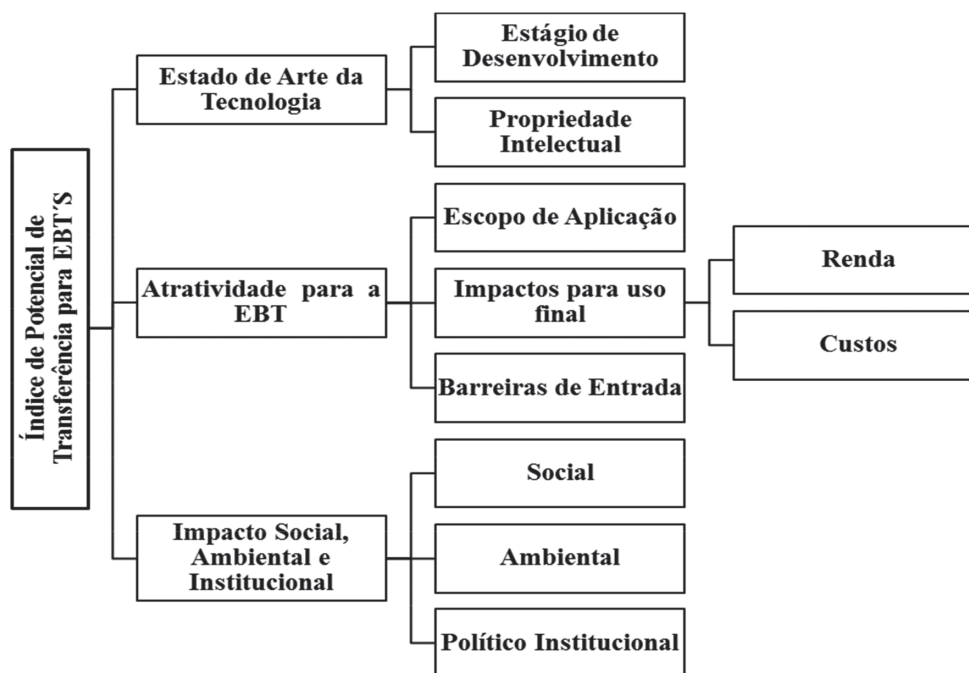 Índice de Potencial de
Transferência para EBT´S
Estado de Arte da
Tecnologia
Estágio de
Desenvolvimento
Propriedade
Intelectual
Atratividade para a
EBT
Escopo de Aplicação
Impactos para uso
final
Renda
Custos
Barreiras de Entrada
Impacto Social,
Ambiental e
Institucional
Social
Ambiental
Político Institucional